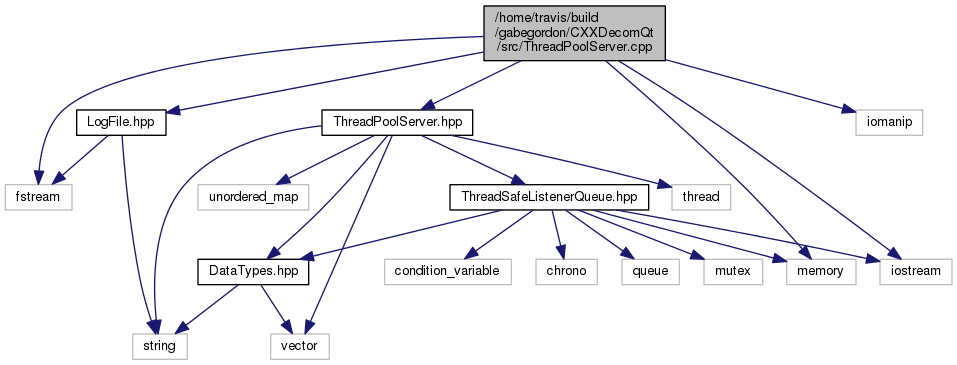 /home/travis/build
/gabegordon/CXXDecomQt
/src/ThreadPoolServer.cpp
LogFile.hpp
ThreadPoolServer.hpp
iomanip
fstream
unordered_map
ThreadSafeListenerQueue.hpp
thread
DataTypes.hpp
condition_variable
chrono
queue
mutex
memory
iostream
string
vector